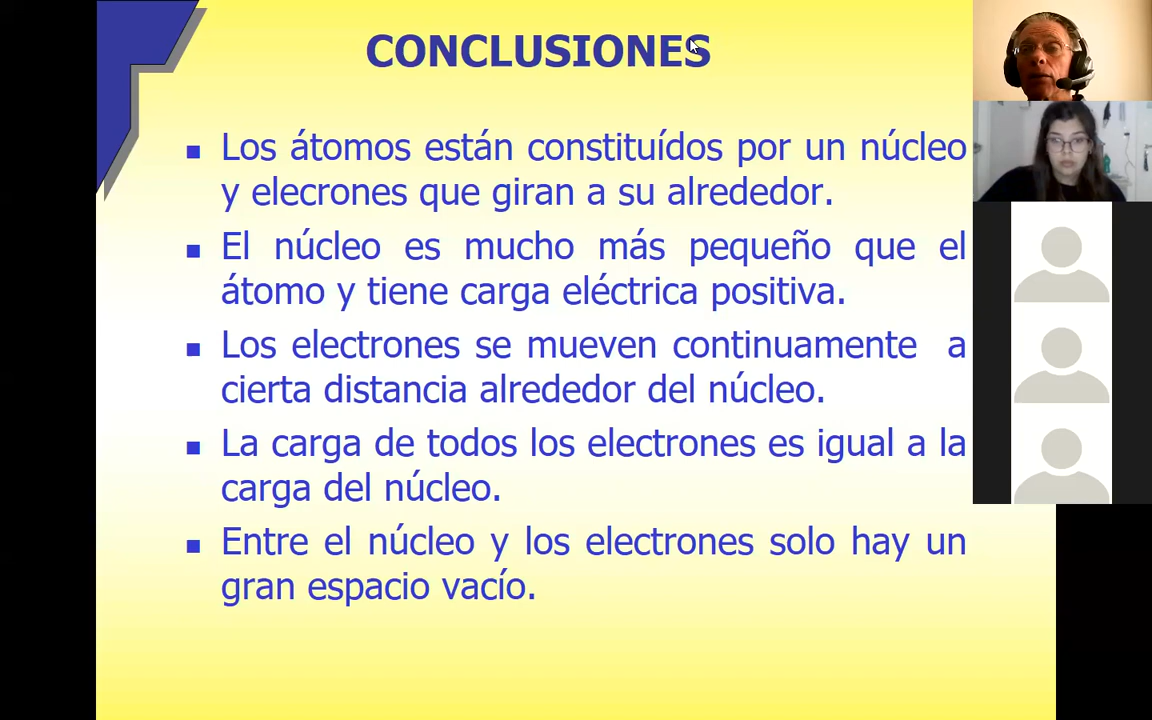 CONCLUSIONES
Los átomos están constituídos por un núcleo
y elecrones que giran a su alrededor.
El núcleo es mucho más pequeño que el
átomo y tiene carga eléctrica positiva.
Los electrones se mueven continuamente a
cierta distancia alrededor del núcleo.
La carga de todos los electrones es igual a la
carga del núcleo.
Entre el núcleo y los electrones solo hay un
gran espacio vacío.